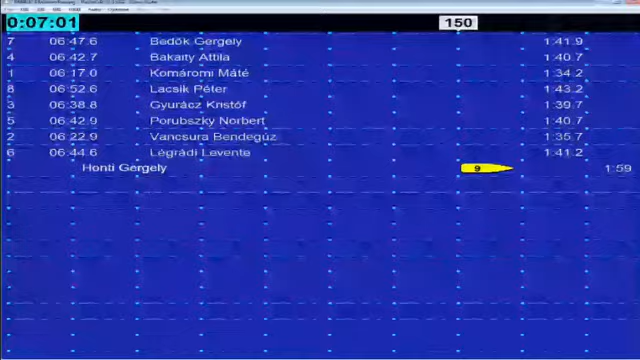 0:07:01 150
7 06:47.6 Bedők Gergely 1:41.9
4 06:42.7 Bakaity Attila 1:40.7
1 06:17.0 Komáromi Máté 1:34.2
8 06:52.6 Lacsik Péter 1:43.2
3 06:38.8 Gyurácz Kristóf 1:39.7
5 06:42.9 Porubszky Norbert 1:40.7
2 06:22.9 Vancsura Bendegúz 1:35.7
6 06:44.6 Légrádi Levente 1:41.2
Honti Gergely 9 1:59